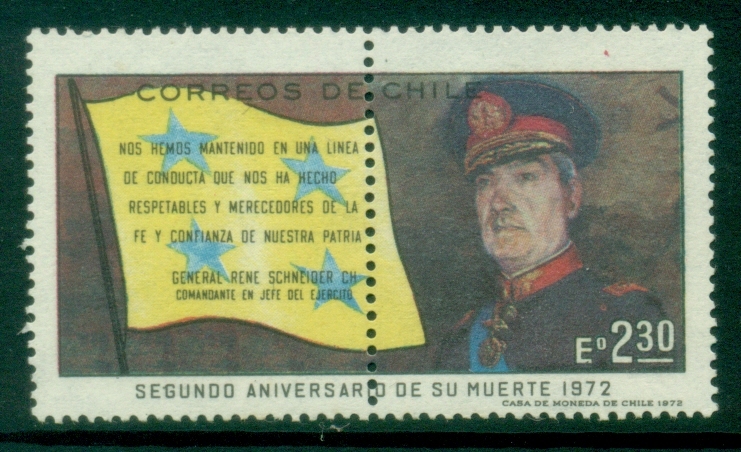 CORREOS DE CHILE
NOS HEMOS MANTENIDO EN UNA LINEA
DE CONDUCTA QUE NOS HA HECHO
RESPETABLES Y MERECEDORES DE LA
FE Y CONFIANZA DE NUESTRA PATRIA
GENERAL RENE SCHNEIDER CH
COMANDANTE EN JEFE DEL EJERCITO
Eº 2 30
SEGUNDO ANIVERSARIO DE SU MUERTE 1972
CASA DE MONEDA DE CHILE 1972